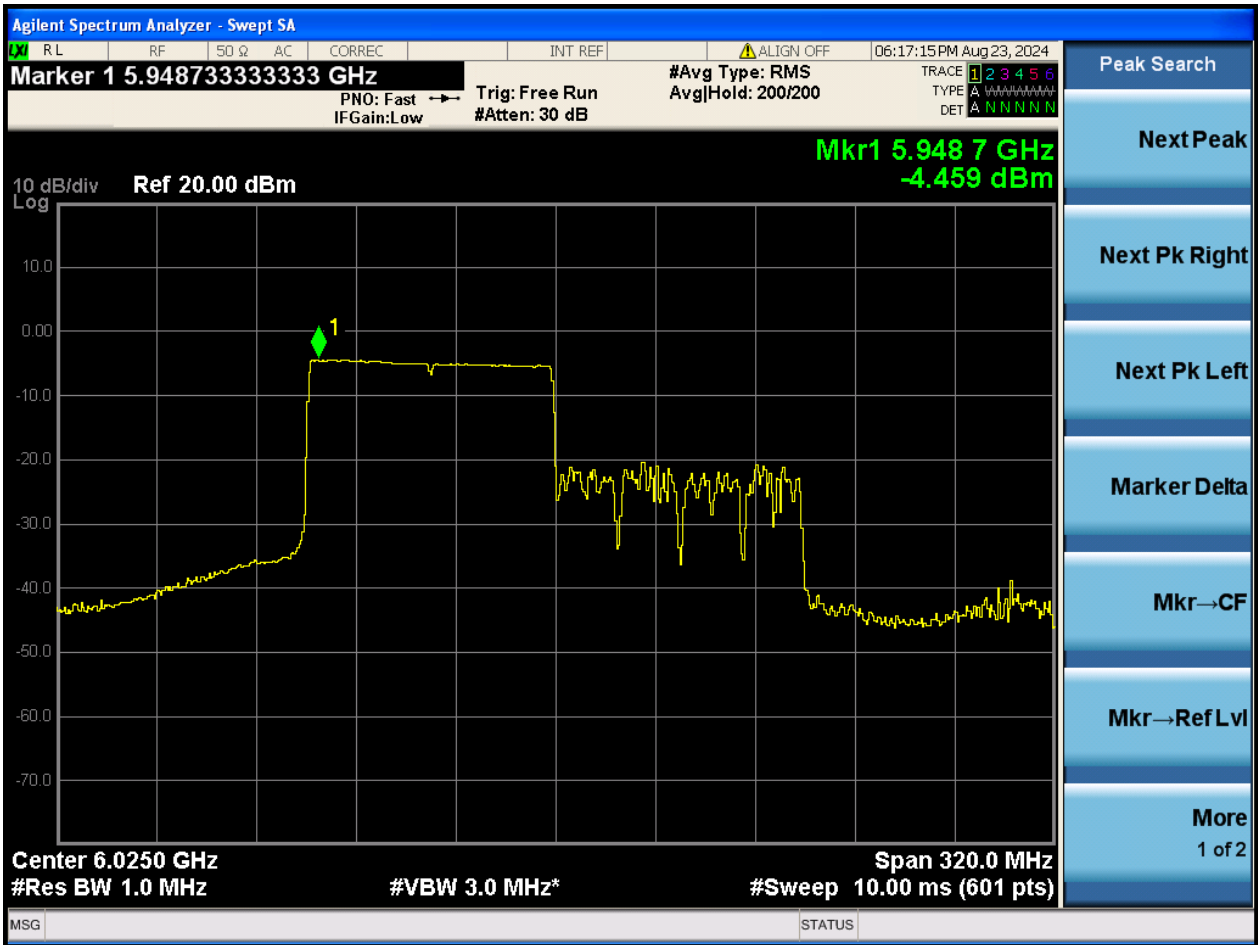 Agilent Spectrum Analyzer - Swept SA
LXI RL RF 50 Ω AC CORREC INT REF ALIGN OFF 06:17:15 PM Aug 23, 2024
Marker 1 5.948733333333 GHz
PNO: Fast
IFGain:Low
Trig: Free Run
#Atten: 30 dB
#Avg Type: RMS
Avg|Hold: 200/200
TRACE 1 2 3 4 5 6
TYPE A WWWWW
DET A N N N N N
Mkr1 5.948 7 GHz
-4.459 dBm
10 dB/div Ref 20.00 dBm
Log
10.0
0.00
-10.0
-20.0
-30.0
-40.0
-50.0
-60.0
-70.0
1
Center 6.0250 GHz Span 320.0 MHz
#Res BW 1.0 MHz #VBW 3.0 MHz* #Sweep 10.00 ms (601 pts)
MSG STATUS
Peak Search
Next Peak
Next Pk Right
Next Pk Left
Marker Delta
Mkr→CF
Mkr→Ref Lvl
More
1 of 2